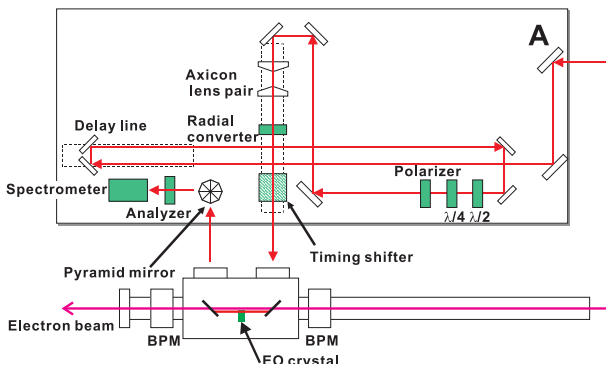 A
Axicon
lens pair
Radial
converter
Delay line
Polarizer
Spectrometer
Analyzer
λ/4 λ/2
Timing shifter
Pyramid mirror
Electron beam
BPM
BPM
EO crystal